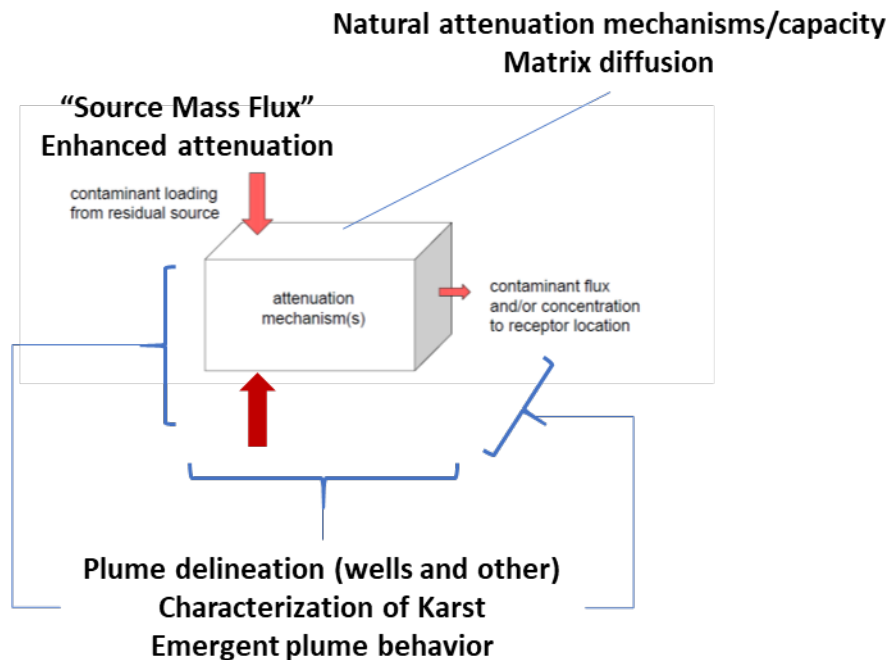 Natural attenuation mechanisms/capacity
Matrix diffusion
“Source Mass Flux”
Enhanced attenuation
contaminant loading
from residual source
attenuation
mechanism(s)
contaminant flux
and/or concentration
to receptor location
Plume delineation (wells and other)
Characterization of Karst
Emergent plume behavior